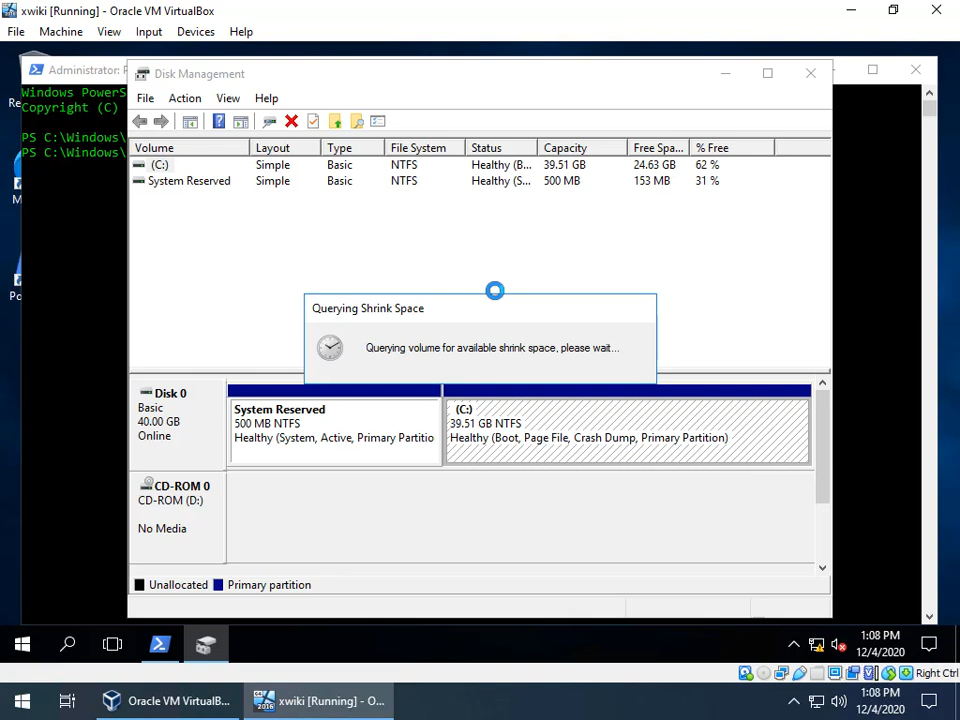 xwiki [Running] - Oracle VM VirtualBox
File Machine View Input Devices Help
Administrator:
Disk Management
Windows PowerS
Copyright (C)
PS C:\Windows\
PS C:\Windows\
File Action View Help
Volume Layout Type File System Status Capacity Free Spa... % Free
(C:) Simple Basic NTFS Healthy (B... 39.51 GB 24.63 GB 62 %
System Reserved Simple Basic NTFS Healthy (S... 500 MB 153 MB 31 %
Querying Shrink Space
Querying volume for available shrink space, please wait...
Disk 0
Basic
40.00 GB
Online
System Reserved
500 MB NTFS
Healthy (System, Active, Primary Partitio
(C:)
39.51 GB NTFS
Healthy (Boot, Page File, Crash Dump, Primary Partition)
CD-ROM 0
CD-ROM (D:)
No Media
Unallocated Primary partition
1:08 PM
12/4/2020
Right Ctrl
Oracle VM VirtualB...
xwiki [Running] - O...
1:08 PM
12/4/2020